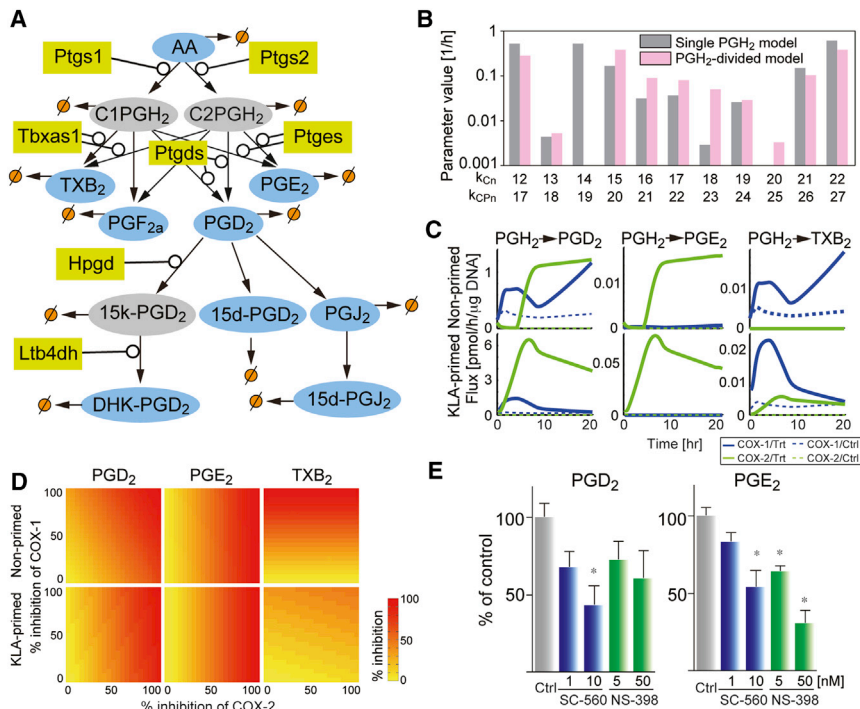 A
AA
Ptgs1
Ptgs2
C1PGH2
C2PGH2
Tbxas1
Ptgds
Ptges
TXB2
PGE2
PGF2a
PGD2
Hpgd
15k-PGD2
15d-PGD2
PGJ2
Ltb4dh
DHK-PGD2
15d-PGJ2
B
Parameter value [1/h]
1
0.1
0.01
0.001
Single PGH2 model
PGH2-divided model
kCn 12 13 14 15 16 17 18 19 20 21 22
kCPn 17 18 19 20 21 22 23 24 25 26 27
C
PGH2 PGD2
PGH2 PGE2
PGH2 TXB2
KLA-primed Non-primed
Flux [pmol/h/μg DNA]
1
0
0.01
0
0.01
0
6
3
0
0.05
0
0.02
0.01
0
0 5 10 15 20
0 5 10 15 20
0 5 10 15 20
Time [hr]
COX-1/Trt COX-1/Ctrl
COX-2/Trt COX-2/Ctrl
D
PGD2 PGE2 TXB2
KLA-primed Non-primed
% inhibition of COX-1
100
50
0
100
50
0
0 50 100
0 50 100
0 50 100
% inhibition of COX-2
% inhibition
100
50
0
E
PGD2
PGE2
% of control
100
50
100
50
*
* * *
Ctrl 1 10 5 50
SC-560 NS-398
Ctrl 1 10 5 50 [nM]
SC-560 NS-398